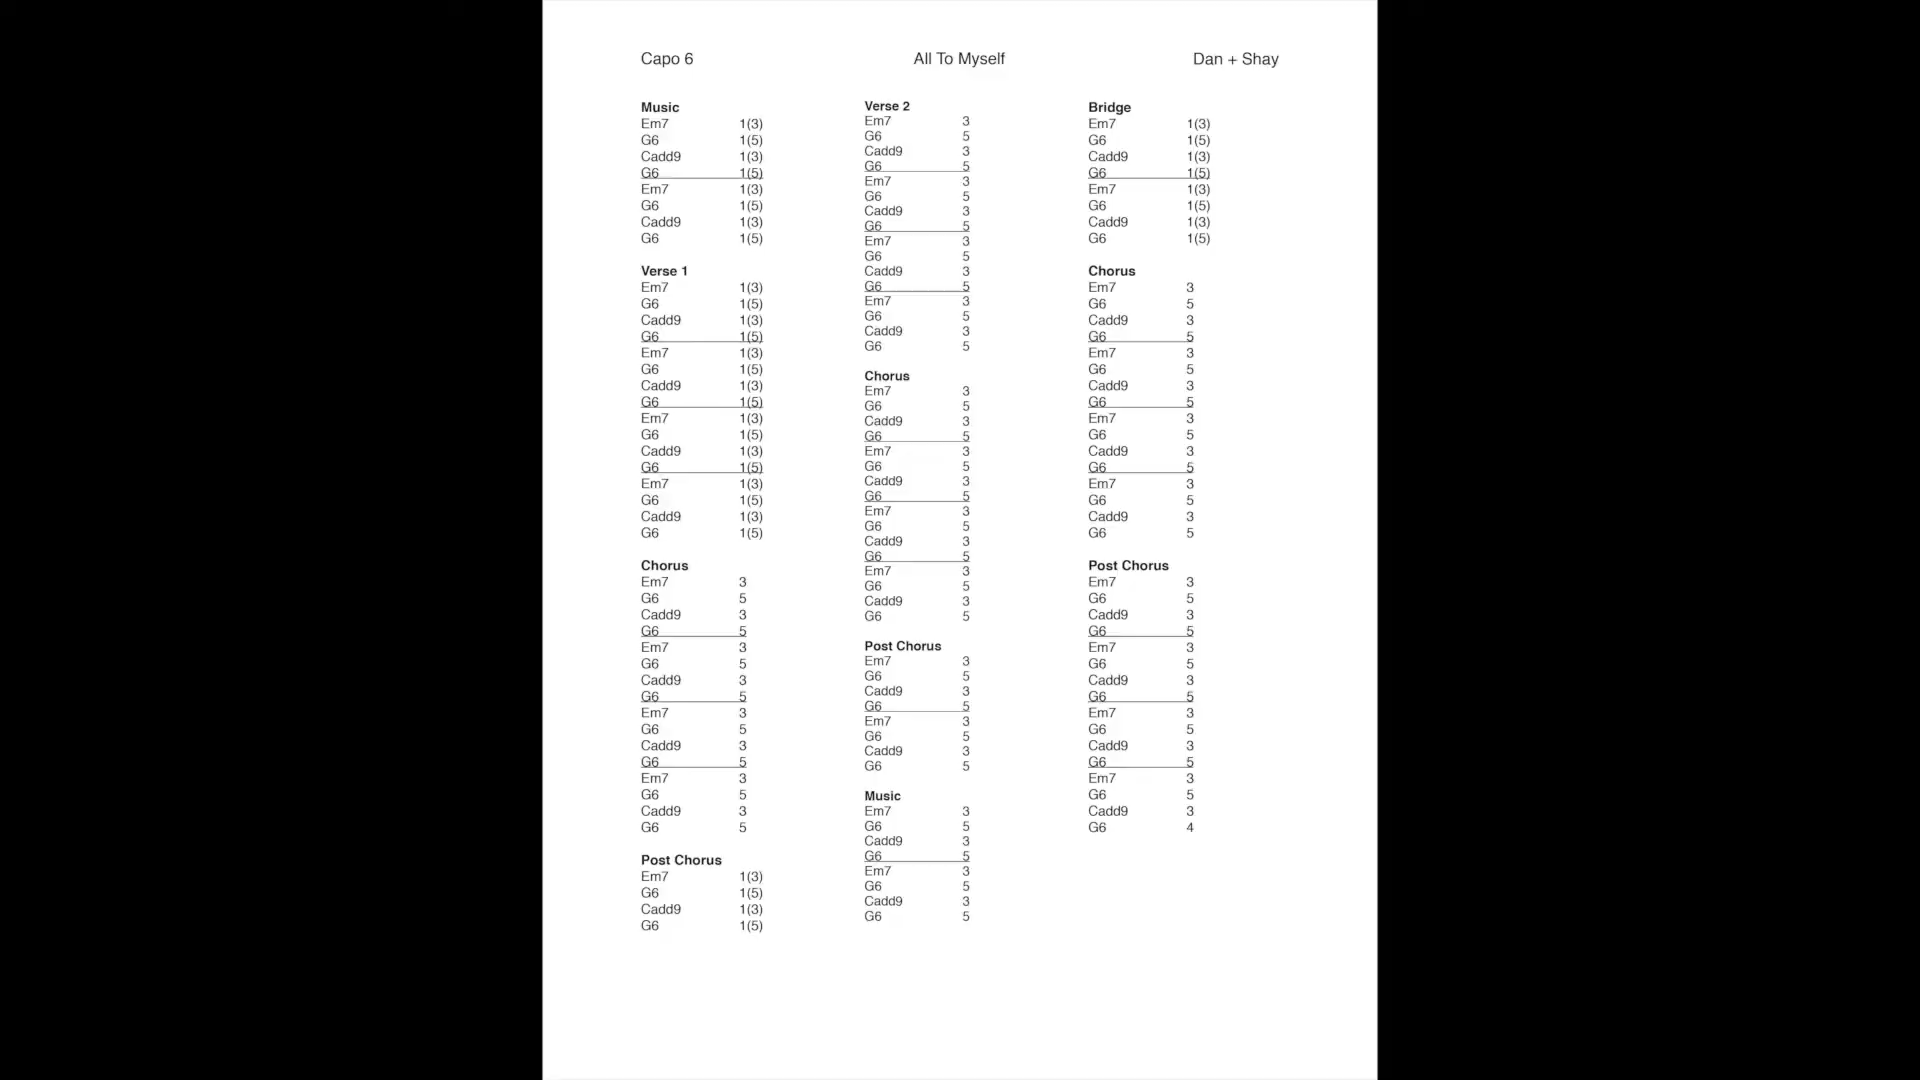 Capo 6 All To Myself Dan + Shay
Music
Em7 1(3)
G6 1(5)
Cadd9 1(3)
G6 1(5)
Em7 1(3)
G6 1(5)
Cadd9 1(3)
G6 1(5)
Verse 1
Em7 1(3)
G6 1(5)
Cadd9 1(3)
G6 1(5)
Em7 1(3)
G6 1(5)
Cadd9 1(3)
G6 1(5)
Em7 1(3)
G6 1(5)
Cadd9 1(3)
G6 1(5)
Em7 1(3)
G6 1(5)
Cadd9 1(3)
G6 1(5)
Chorus
Em7 3
G6 5
Cadd9 3
G6 5
Em7 3
G6 5
Cadd9 3
G6 5
Em7 3
G6 5
Cadd9 3
G6 5
Em7 3
G6 5
Cadd9 3
G6 5
Post Chorus
Em7 1(3)
G6 1(5)
Cadd9 1(3)
G6 1(5)
Verse 2
Em7 3
G6 5
Cadd9 3
G6 5
Em7 3
G6 5
Cadd9 3
G6 5
Em7 3
G6 5
Cadd9 3
G6 5
Em7 3
G6 5
Cadd9 3
G6 5
Chorus
Em7 3
G6 5
Cadd9 3
G6 5
Em7 3
G6 5
Cadd9 3
G6 5
Em7 3
G6 5
Cadd9 3
G6 5
Em7 3
G6 5
Cadd9 3
G6 5
Post Chorus
Em7 3
G6 5
Cadd9 3
G6 5
Em7 3
G6 5
Cadd9 3
G6 5
Music
Em7 3
G6 5
Cadd9 3
G6 5
Em7 3
G6 5
Cadd9 3
G6 5
Bridge
Em7 1(3)
G6 1(5)
Cadd9 1(3)
G6 1(5)
Em7 1(3)
G6 1(5)
Cadd9 1(3)
G6 1(5)
Chorus
Em7 3
G6 5
Cadd9 3
G6 5
Em7 3
G6 5
Cadd9 3
G6 5
Em7 3
G6 5
Cadd9 3
G6 5
Em7 3
G6 5
Cadd9 3
G6 5
Post Chorus
Em7 3
G6 5
Cadd9 3
G6 5
Em7 3
G6 5
Cadd9 3
G6 5
Em7 3
G6 5
Cadd9 3
G6 5
Em7 3
G6 5
Cadd9 3
G6 4